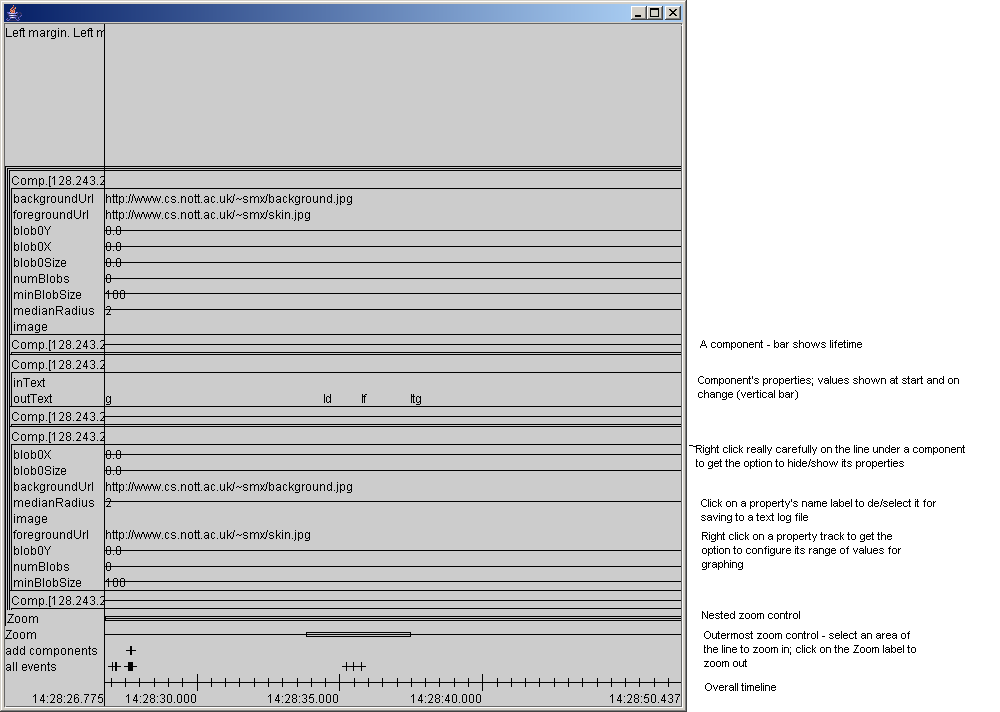 Left margin. Left m
Comp.[128.243.2
backgroundUrl http://www.cs.nott.ac.uk/~smx/background.jpg
foregroundUrl http://www.cs.nott.ac.uk/~smx/skin.jpg
blob0Y 0.0
blob0X 0.0
blob0Size 0.0
numBlobs 0
minBlobSize 100
medianRadius 2
image
Comp.[128.243.2
Comp.[128.243.2
inText
outText g ld lf ltg
Comp.[128.243.2
Comp.[128.243.2
blob0X 0.0
blob0Size 0.0
backgroundUrl http://www.cs.nott.ac.uk/~smx/background.jpg
medianRadius 2
image
foregroundUrl http://www.cs.nott.ac.uk/~smx/skin.jpg
blob0Y 0.0
numBlobs 0
minBlobSize 100
Comp.[128.243.2
Zoom
Zoom
add components
all events
14:28:26.775 14:28:30.000 14:28:35.000 14:28:40.000 14:28:50.437
A component - bar shows lifetime
Component's properties; values shown at start and on
change (vertical bar)
Right click really carefully on the line under a component
to get the option to hide/show its properties
Click on a property's name label to de/select it for
saving to a text log file
Right click on a property track to get the
option to configure its range of values for
graphing
Nested zoom control
Outermost zoom control - select an area of
the line to zoom in; click on the Zoom label to
zoom out
Overall timeline